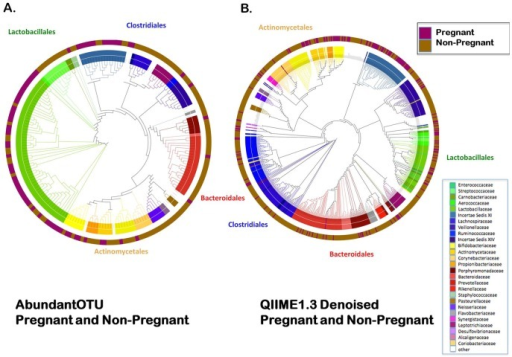 A.
Lactobacillales
Clostridiales
Bacteroidales
Actinomycetales
AbundantOTU
Pregnant and Non-Pregnant
B.
Actinomycetales
Lactobacillales
Clostridiales
Bacteroidales
QIIME1.3 Denoised
Pregnant and Non-Pregnant
Pregnant
Non-Pregnant
Enterococcaceae
Streptococcaceae
Carnobacteriaceae
Aerococcaceae
Lactobacillaceae
Incertae Sedis XI
Lachnospiraceae
Veillonellaceae
Ruminococcaceae
Incertae Sedis XIV
Bifidobacteriaceae
Actinomycetaceae
Corynebacteriaceae
Propionibacteriaceae
Porphyromonadaceae
Bacteroidaceae
Prevotellaceae
Rikenellaceae
Staphylococcaceae
Pasteurellaceae
Neisseriaceae
Flavobacteriaceae
Synergistaceae
Leptotrichiaceae
Desulfovibrionaceae
Alcaligenaceae
Coriobacteriaceae
other